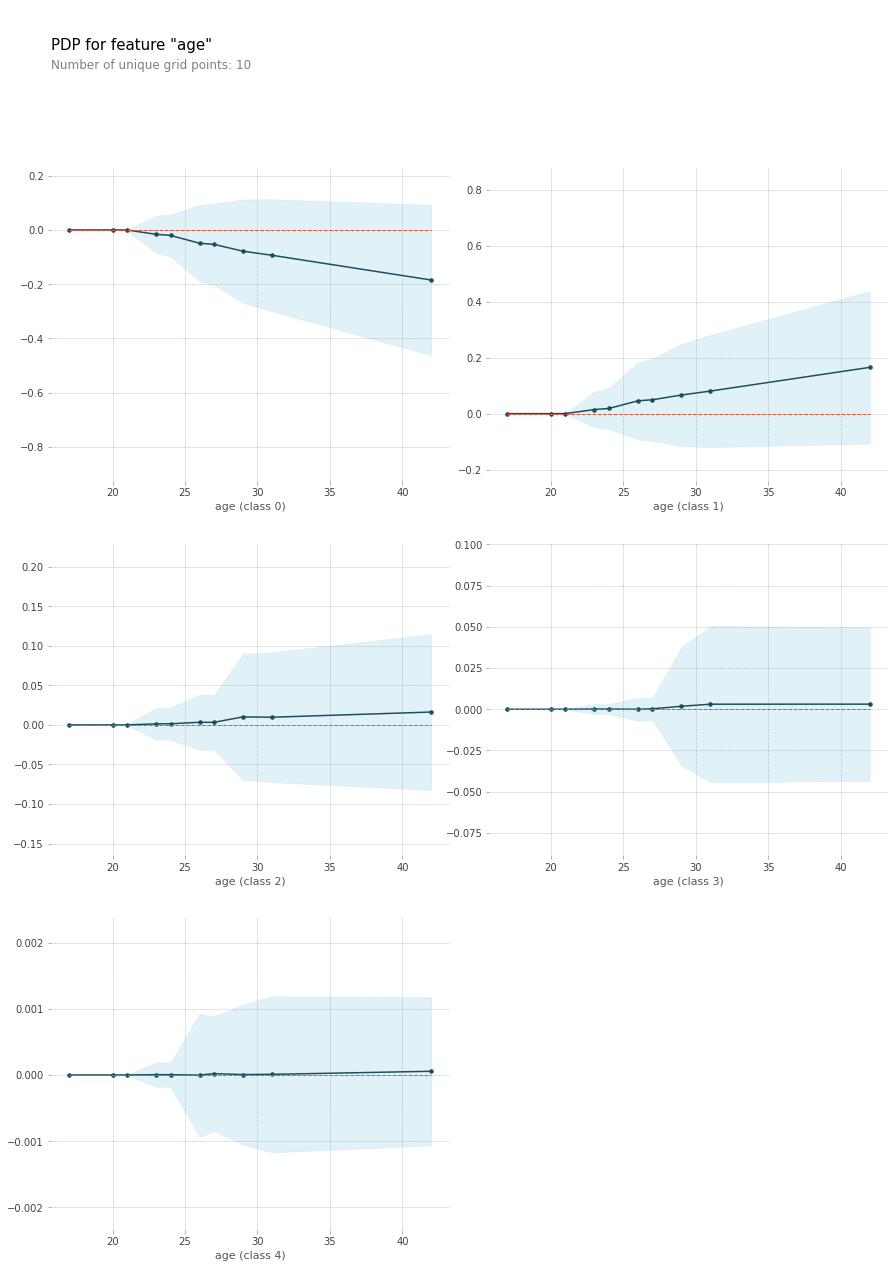 PDP for feature "age"
Number of unique grid points: 10
0.2
0.0
−0.2
−0.4
−0.6
−0.8
20 25 30 35 40
age (class 0)
0.8
0.6
0.4
0.2
0.0
−0.2
20 25 30 35 40
age (class 1)
0.20
0.15
0.10
0.05
0.00
−0.05
−0.10
−0.15
20 25 30 35 40
age (class 2)
0.100
0.075
0.050
0.025
0.000
−0.025
−0.050
−0.075
20 25 30 35 40
age (class 3)
0.002
0.001
0.000
−0.001
−0.002
20 25 30 35 40
age (class 4)